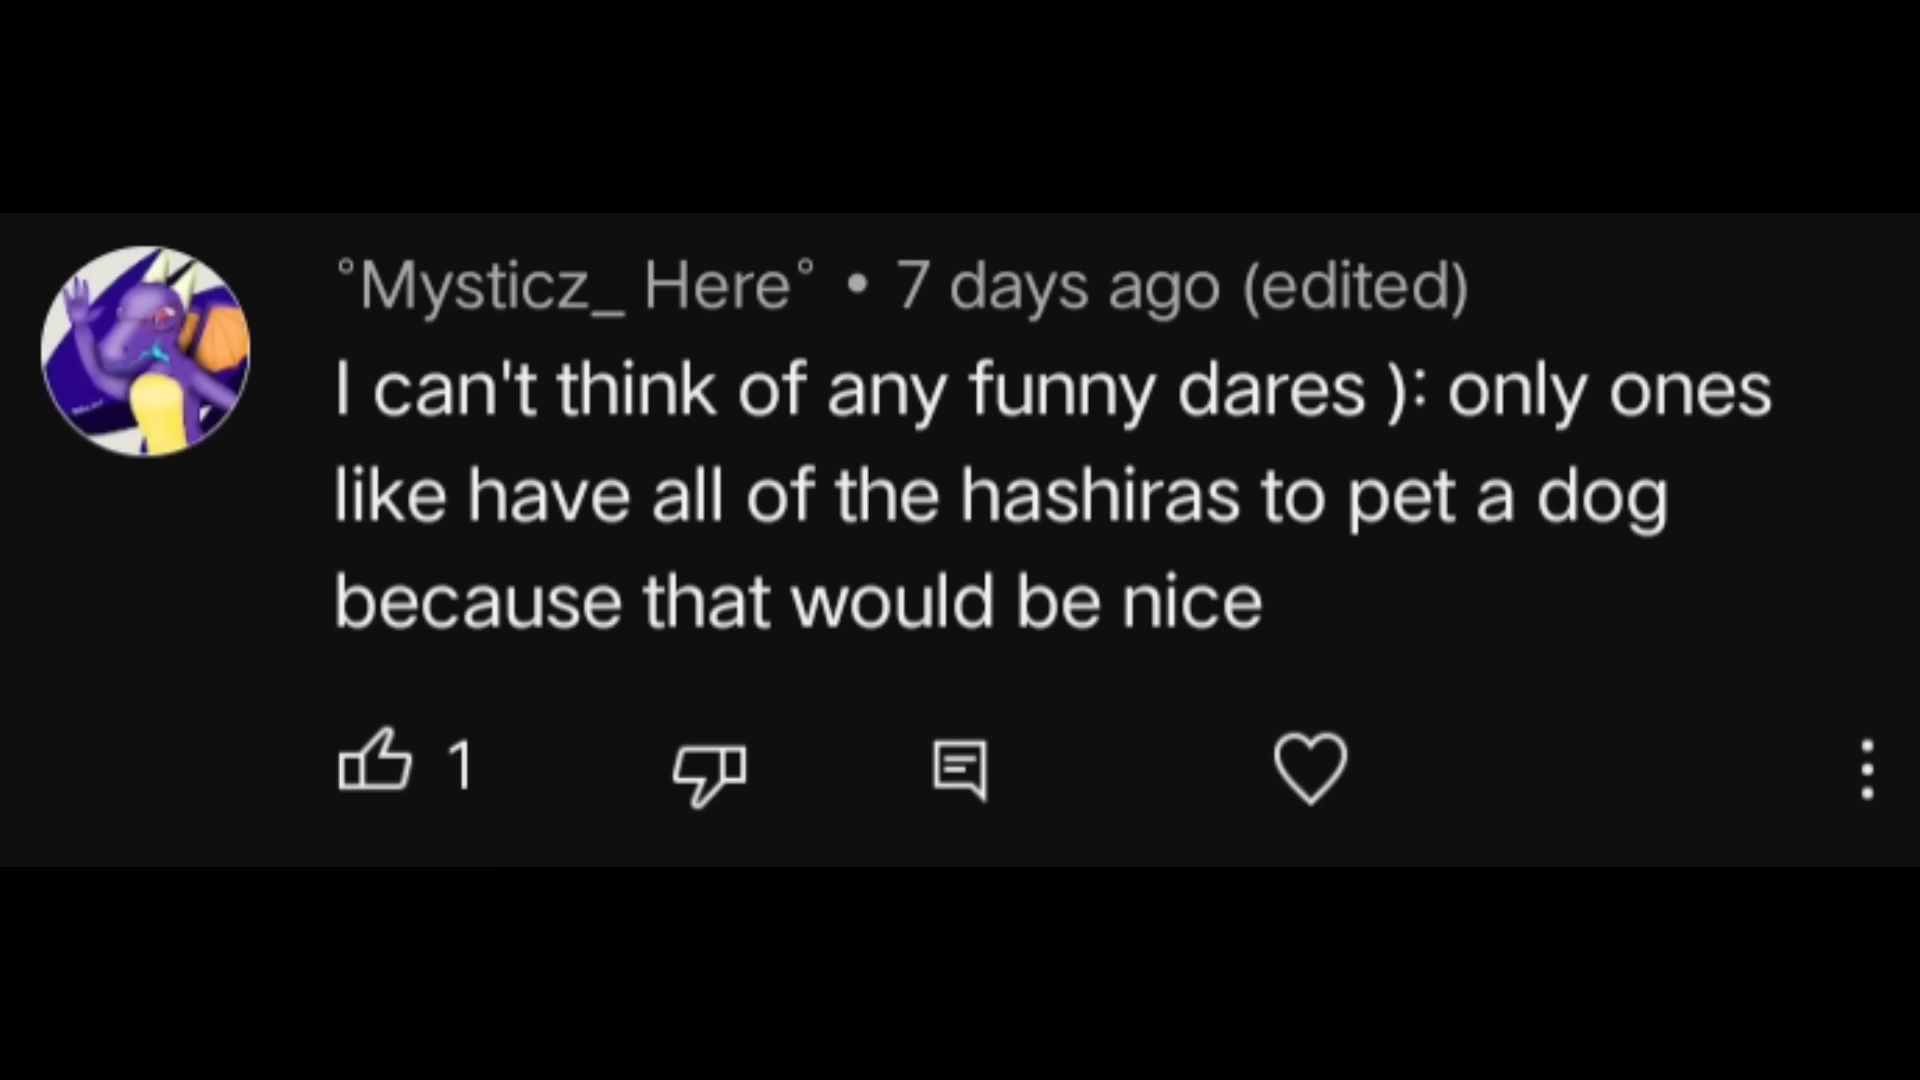 °Mysticz_ Here° • 7 days ago (edited)
I can't think of any funny dares ): only ones
like have all of the hashiras to pet a dog
because that would be nice
1